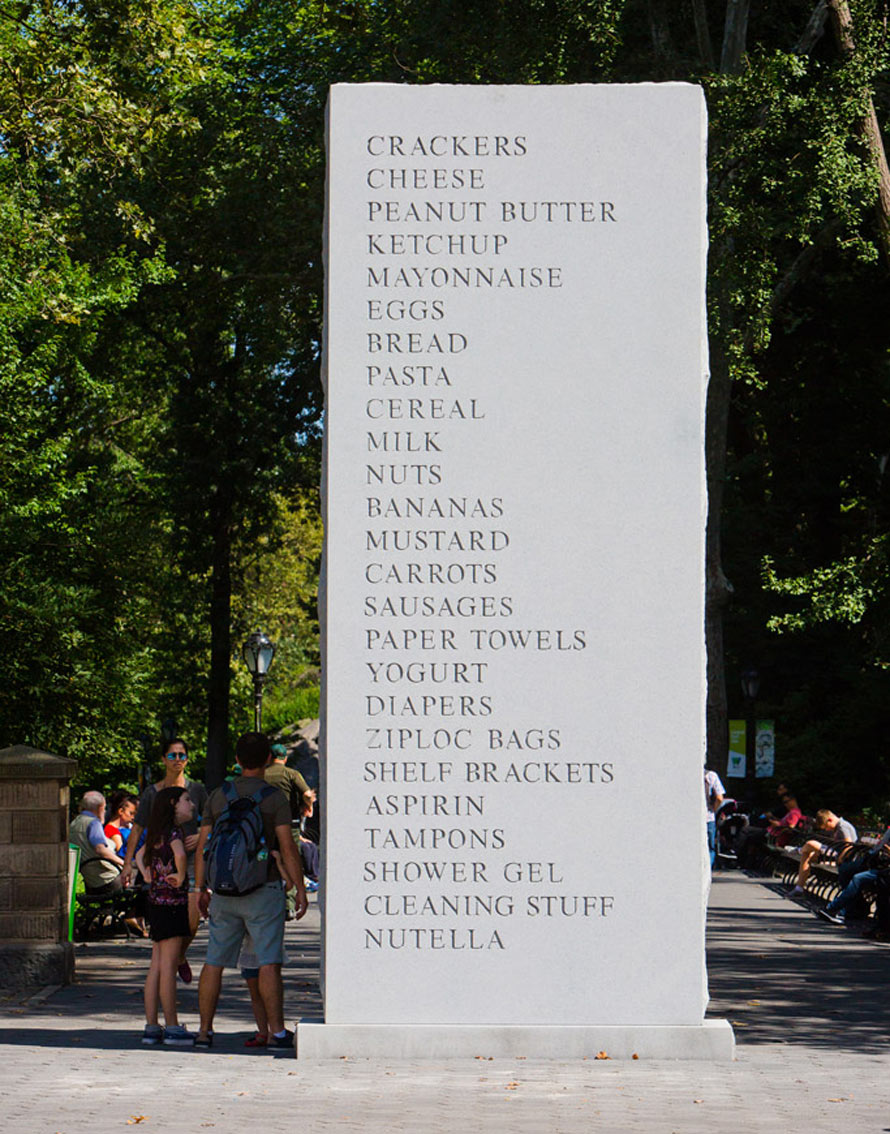 CRACKERS
CHEESE
PEANUT BUTTER
KETCHUP
MAYONNAISE
EGGS
BREAD
PASTA
CEREAL
MILK
NUTS
BANANAS
MUSTARD
CARROTS
SAUSAGES
PAPER TOWELS
YOGURT
DIAPERS
ZIPLOC BAGS
SHELF BRACKETS
ASPIRIN
TAMPONS
SHOWER GEL
CLEANING STUFF
NUTELLA